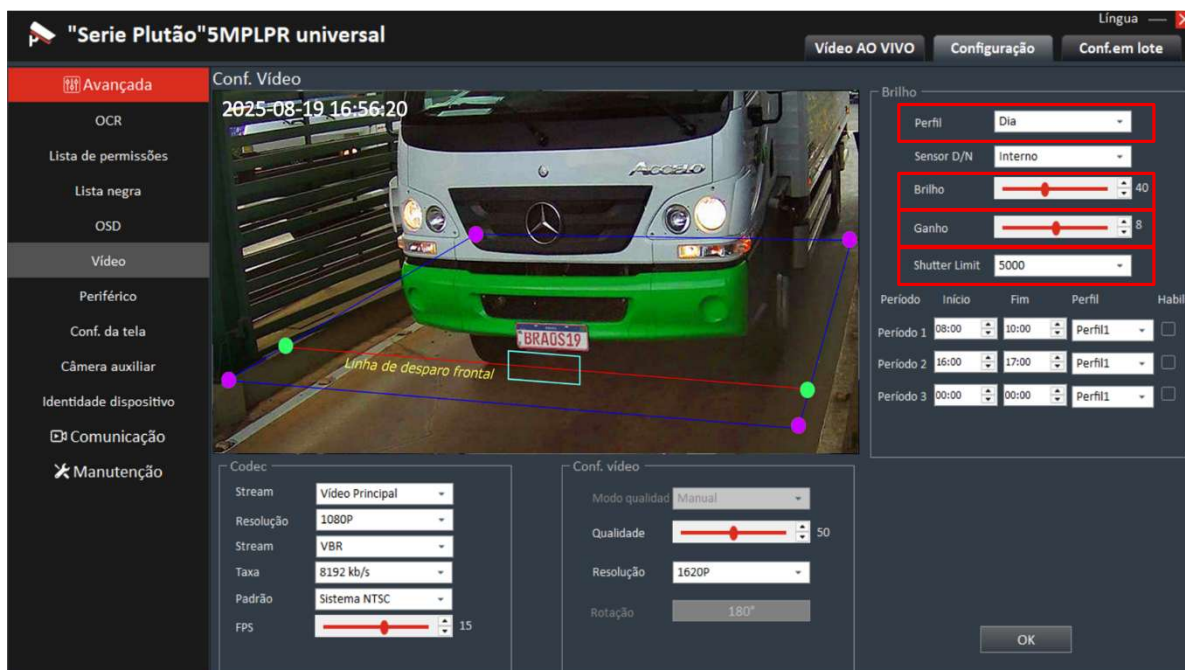 "Serie Plutão"5MPLPR universal
Língua
Vídeo AO VIVO
Configuração
Conf.em lote
Avançada
OCR
Lista de permissões
Lista negra
OSD
Vídeo
Periférico
Conf. da tela
Câmera auxiliar
Identidade dispositivo
Comunicação
Manutenção
Conf. Vídeo
2025-08-19 16:56:20
ACCELO
BRA0S19
Linha de desparo frontal
Brilho
Perfil Dia
Sensor D/N Interno
Brilho 40
Ganho 8
Shutter Limit 5000
Período Início Fim Perfil Habil
Período 1 08:00 10:00 Perfil1
Período 2 16:00 17:00 Perfil1
Período 3 00:00 00:00 Perfil1
Codec
Stream Vídeo Principal
Resolução 1080P
Stream VBR
Taxa 8192 kb/s
Padrão Sistema NTSC
FPS 15
Conf. vídeo
Modo qualidad Manual
Qualidade 50
Resolução 1620P
Rotação 180°
OK